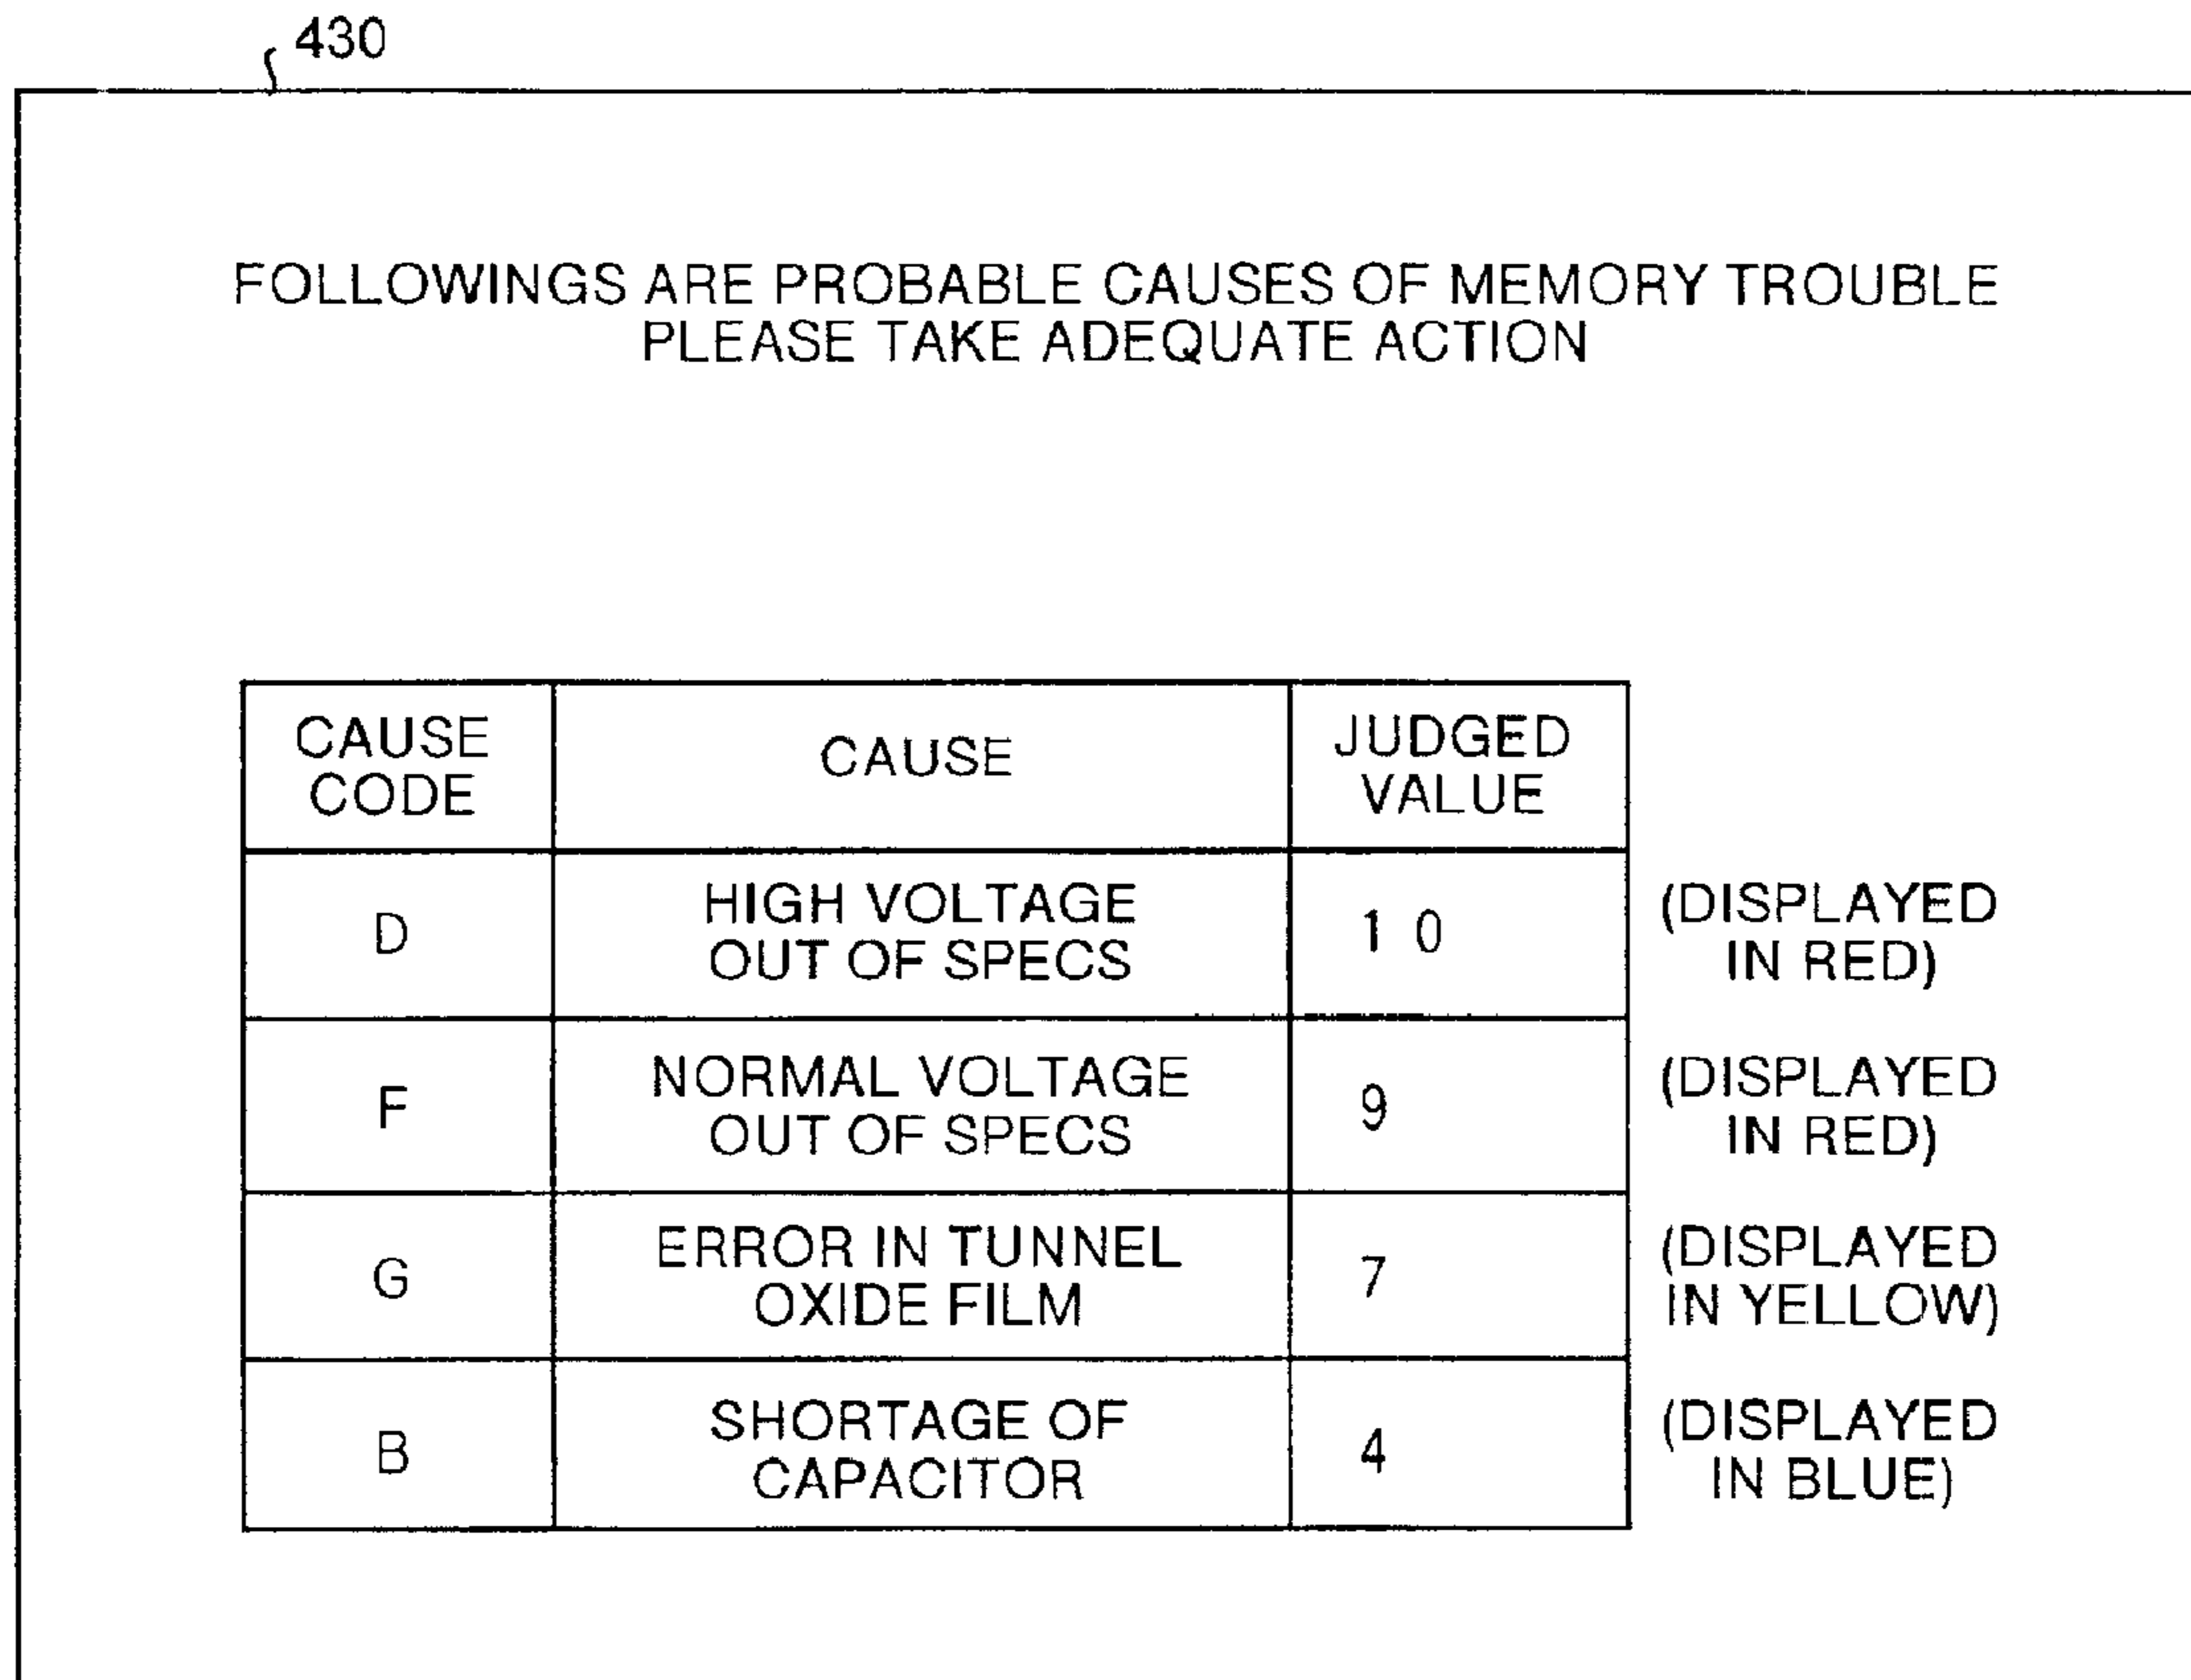 430
FOLLOWINGS ARE PROBABLE CAUSES OF MEMORY TROUBLE
PLEASE TAKE ADEQUATE ACTION
CAUSE
CODE
CAUSE
JUDGED
VALUE
D
HIGH VOLTAGE
OUT OF SPECS
1 0
(DISPLAYED
IN RED)
F
NORMAL VOLTAGE
OUT OF SPECS
9
(DISPLAYED
IN RED)
G
ERROR IN TUNNEL
OXIDE FILM
7
(DISPLAYED
IN YELLOW)
B
SHORTAGE OF
CAPACITOR
4
(DISPLAYED
IN BLUE)